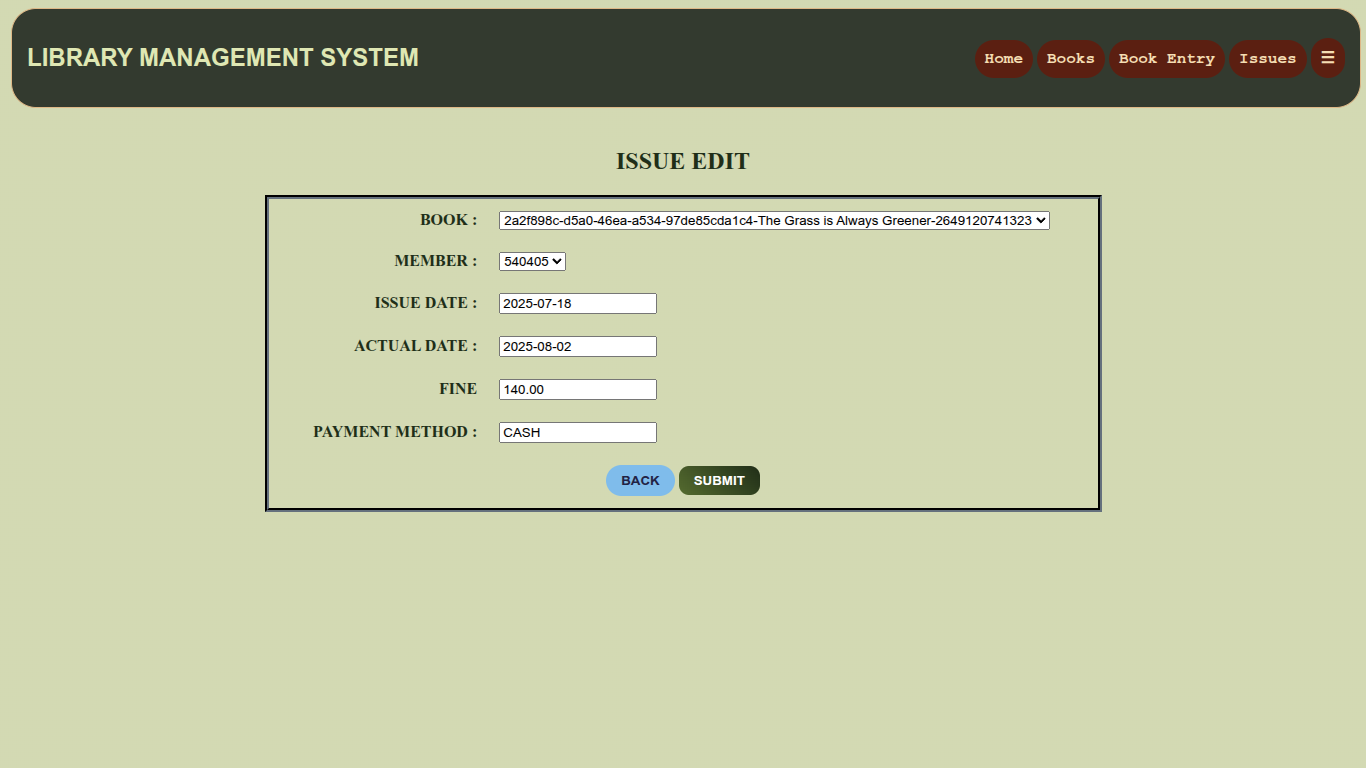 LIBRARY MANAGEMENT SYSTEM
Home Books Book Entry Issues ☰
ISSUE EDIT
BOOK : 2a2f898c-d5a0-46ea-a534-97de85cda1c4-The Grass is Always Greener-2649120741323
MEMBER : 540405
ISSUE DATE : 2025-07-18
ACTUAL DATE : 2025-08-02
FINE 140.00
PAYMENT METHOD : CASH
BACK SUBMIT